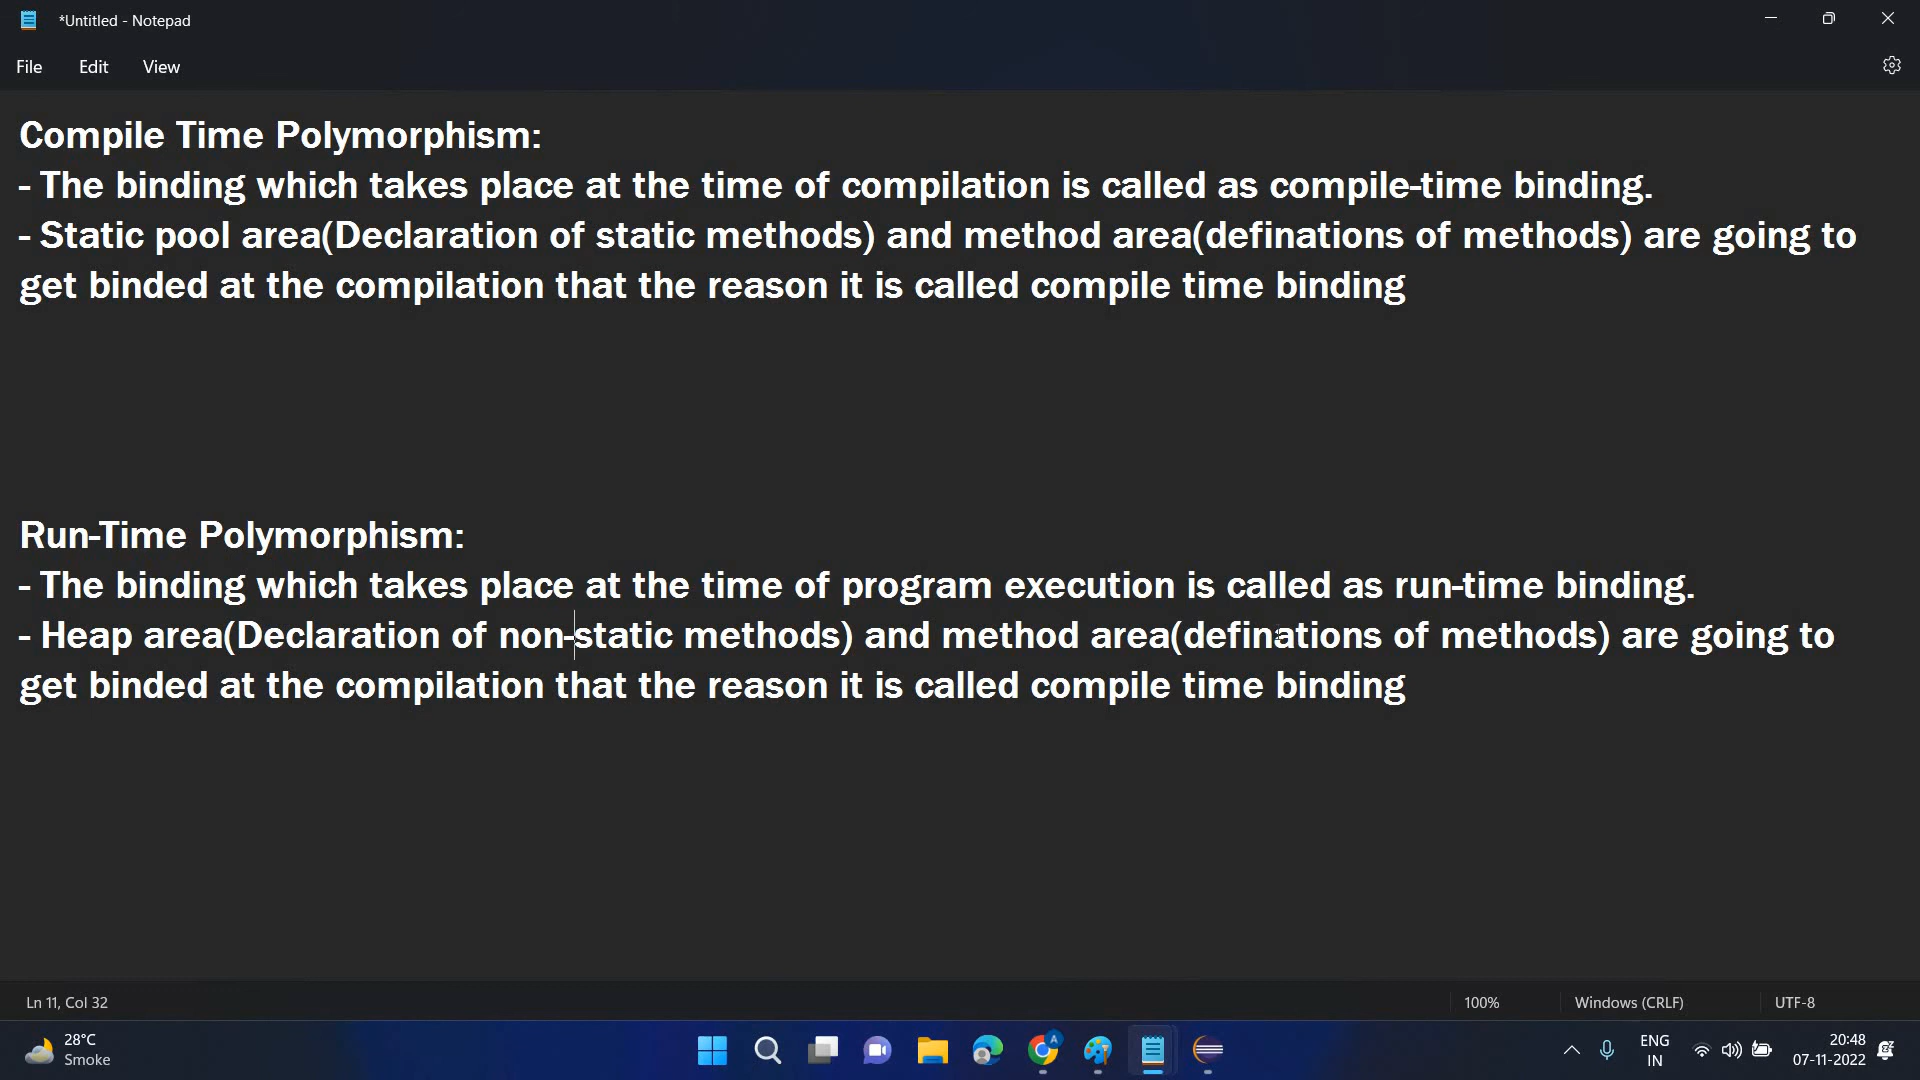 *Untitled - Notepad
File Edit View
Compile Time Polymorphism:
- The binding which takes place at the time of compilation is called as compile-time binding.
- Static pool area(Declaration of static methods) and method area(definations of methods) are going to
get binded at the compilation that the reason it is called compile time binding
Run-Time Polymorphism:
- The binding which takes place at the time of program execution is called as run-time binding.
- Heap area(Declaration of non-static methods) and method area(definations of methods) are going to
get binded at the compilation that the reason it is called compile time binding
Ln 11, Col 32 100% Windows (CRLF) UTF-8
28°C
Smoke
A
ENG
IN
20:48
07-11-2022